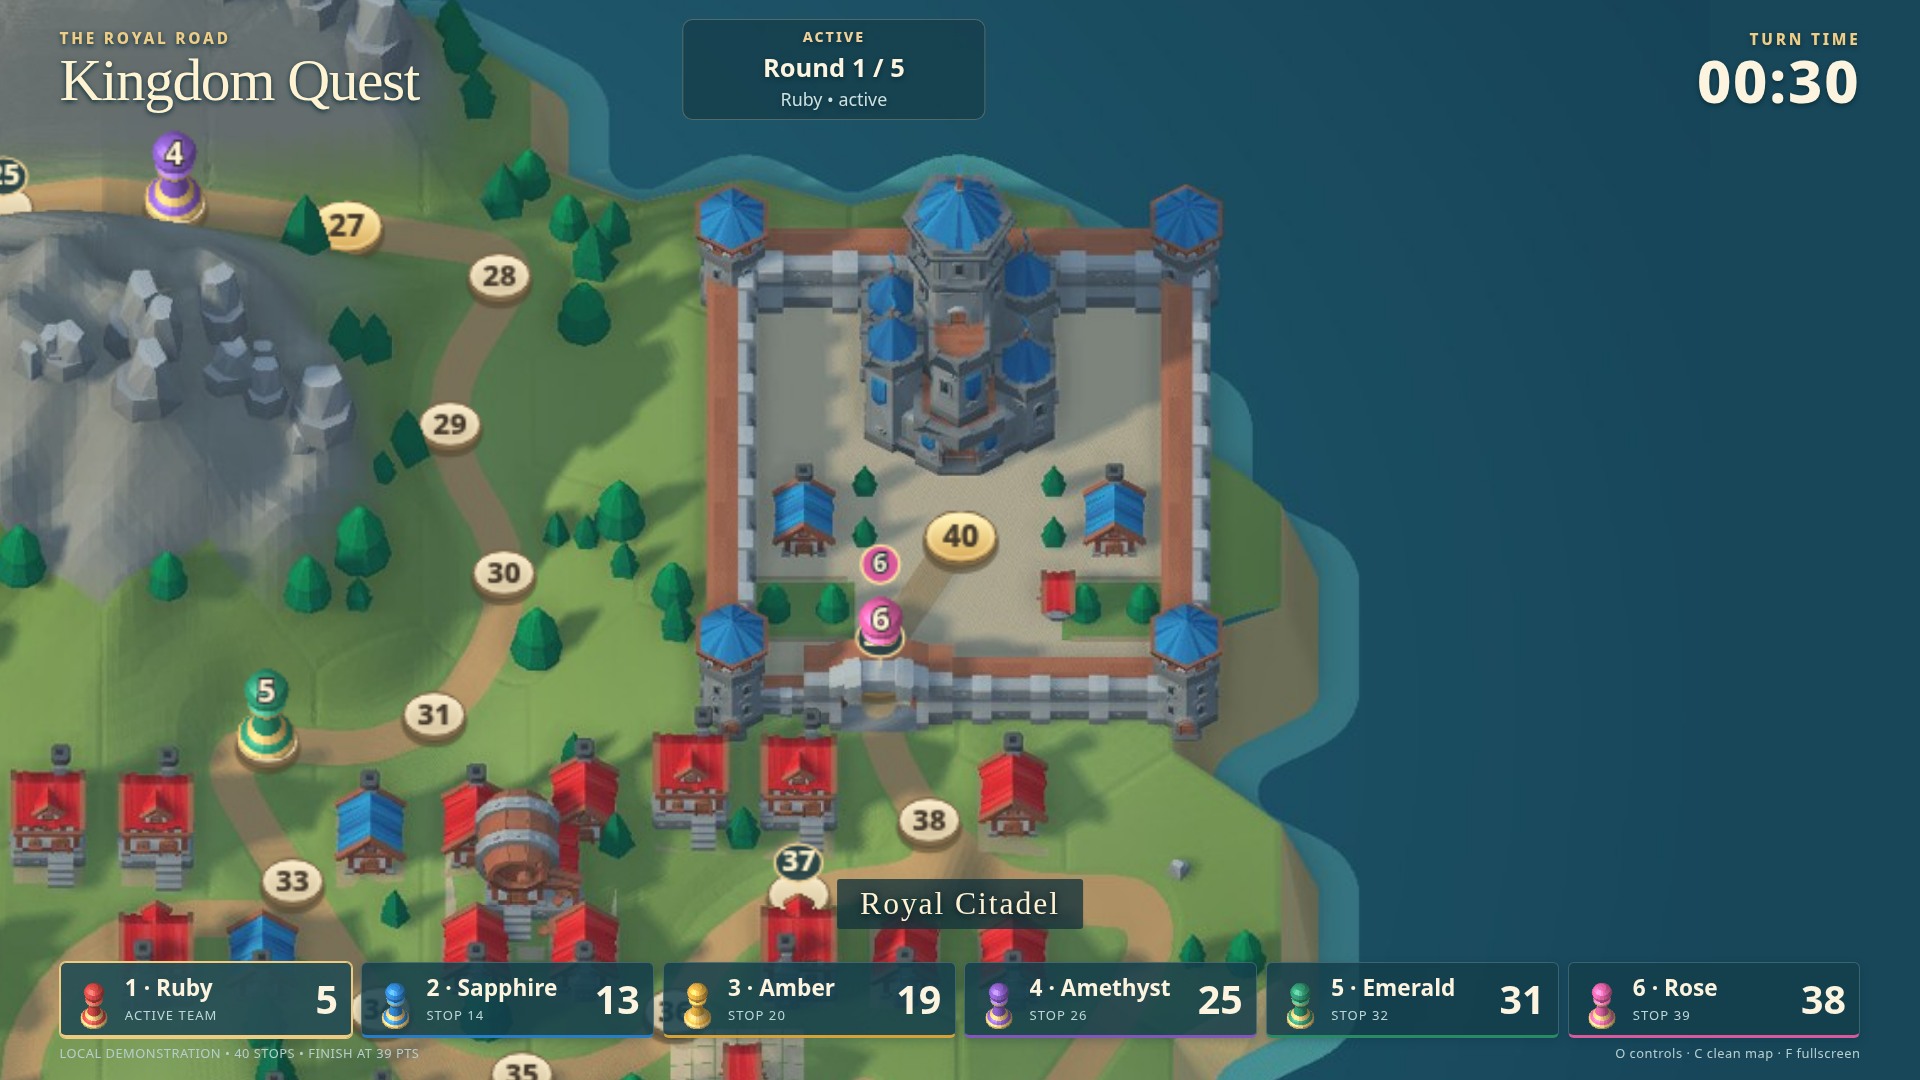 THE ROYAL ROAD
Kingdom Quest
ACTIVE
Round 1 / 5
Ruby • active
TURN TIME
00:30
4
25
27
28
29
40
6
30
6
5
31
38
37
33
Royal Citadel
1 · Ruby
ACTIVE TEAM
5
2 · Sapphire
STOP 14
13
3 · Amber
STOP 20
19
4 · Amethyst
STOP 26
25
5 · Emerald
STOP 32
31
6 · Rose
STOP 39
38
36
LOCAL DEMONSTRATION • 40 STOPS • FINISH AT 39 PTS
O controls · C clean map · F fullscreen
35